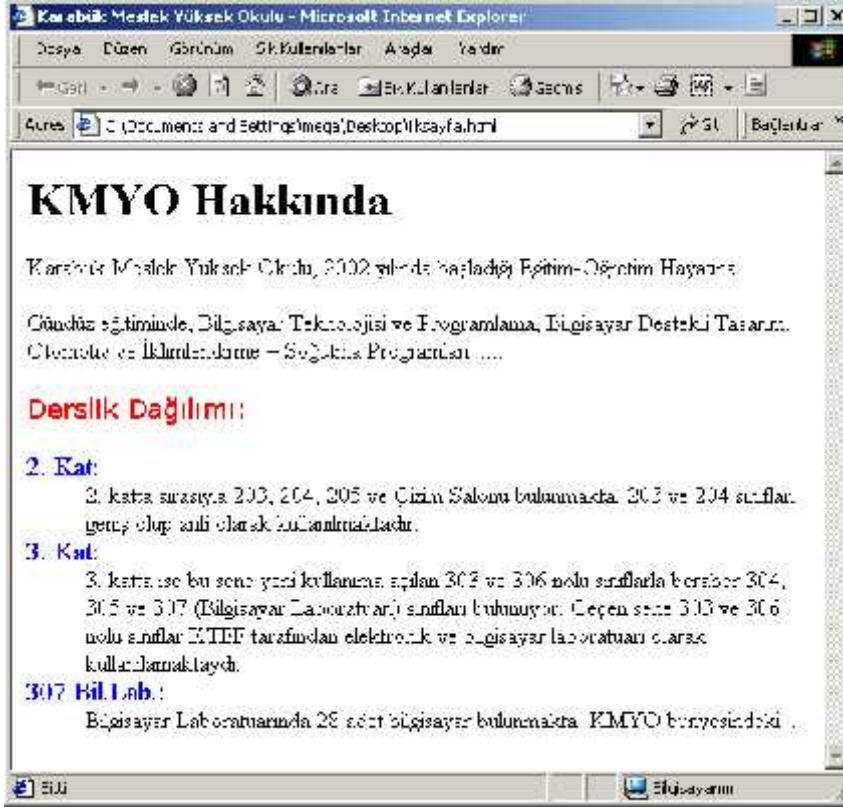 Karabük Meslek Yüksek Okulu - Microsoft Internet Explorer
Dosya Düzen Görünüm Sık Kullanılanlar Araçlar Yardım
Geri Ara Sık Kullanılanlar Geçmiş
Adres C:\Documents and Settings\mega\Desktop\ilksayfa.html Git Bağlantılar
KMYO Hakkında
Karabük Meslek Yüksek Okulu, 2002 yılında başladığı Eğitim-Öğretim Hayatına
Gündüz eğitiminde, Bilgisayar Teknolojisi ve Programlama, Bilgisayar Destekli Tasarım,
Otomotiv ve İklimlendirme – Soğutma Programları .....
Derslik Dağılımı:
2. Kat:
2. katta sırasıyla 203, 204, 205 ve Çizim Salonu bulunmakta. 203 ve 204 sınıfları
geniş olup anfi olarak kullanılmaktadır.
3. Kat:
3. katta ise bu sene yeni kullanıma açılan 303 ve 306 nolu sınıflarla beraber 304,
305 ve 307 (Bilgisayar Laboratuarı) sınıfları bulunuyor. Geçen sene 303 ve 306
nolu sınıflar KTEF tarafından elektronik ve bilgisayar laboratuarı olarak
kullanılamaktaydı.
307 Bil.Lab.:
Bilgisayar Laboratuarında 28 adet bilgisayar bulunmakta. KMYO bünyesindeki ...
Bitti Bilgisayarım